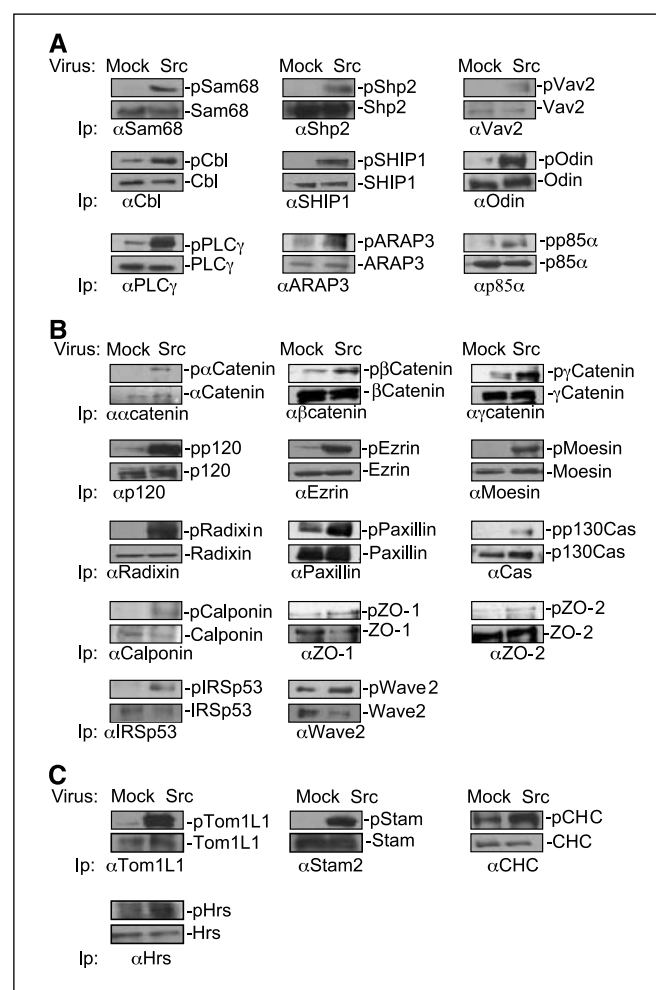 A
Virus: Mock Src Mock Src Mock Src
-pSam68 -pShp2 -pVav2
-Sam68 -Shp2 -Vav2
Ip: αSam68 αShp2 αVav2
-pCbl -pSHIP1 -pOdin
-Cbl -SHIP1 -Odin
Ip: αCbl αSHIP1 αOdin
-pPLCγ -pARAP3 -pp85α
-PLCγ -ARAP3 -p85α
Ip: αPLCγ αARAP3 αp85α
B
Virus: Mock Src Mock Src Mock Src
-pαCatenin -pβCatenin -pγCatenin
-αCatenin -βCatenin -γCatenin
Ip: ααcatenin αβcatenin αγcatenin
-pp120 -pEzrin -pMoesin
-p120 -Ezrin -Moesin
Ip: αp120 αEzrin αMoesin
-pRadixin -pPaxillin -pp130Cas
-Radixin -Paxillin -p130Cas
Ip: αRadixin αPaxillin αCas
-pCalponin -pZO-1 -pZO-2
-Calponin -ZO-1 -ZO-2
Ip: αCalponin αZO-1 αZO-2
-pIRSp53 -pWave2
-IRSp53 -Wave2
Ip: αIRSp53 αWave2
C
Virus: Mock Src Mock Src Mock Src
-pTom1L1 -pStam -pCHC
-Tom1L1 -Stam -CHC
Ip: αTom1L1 αStam2 αCHC
-pHrs
-Hrs
Ip: αHrs